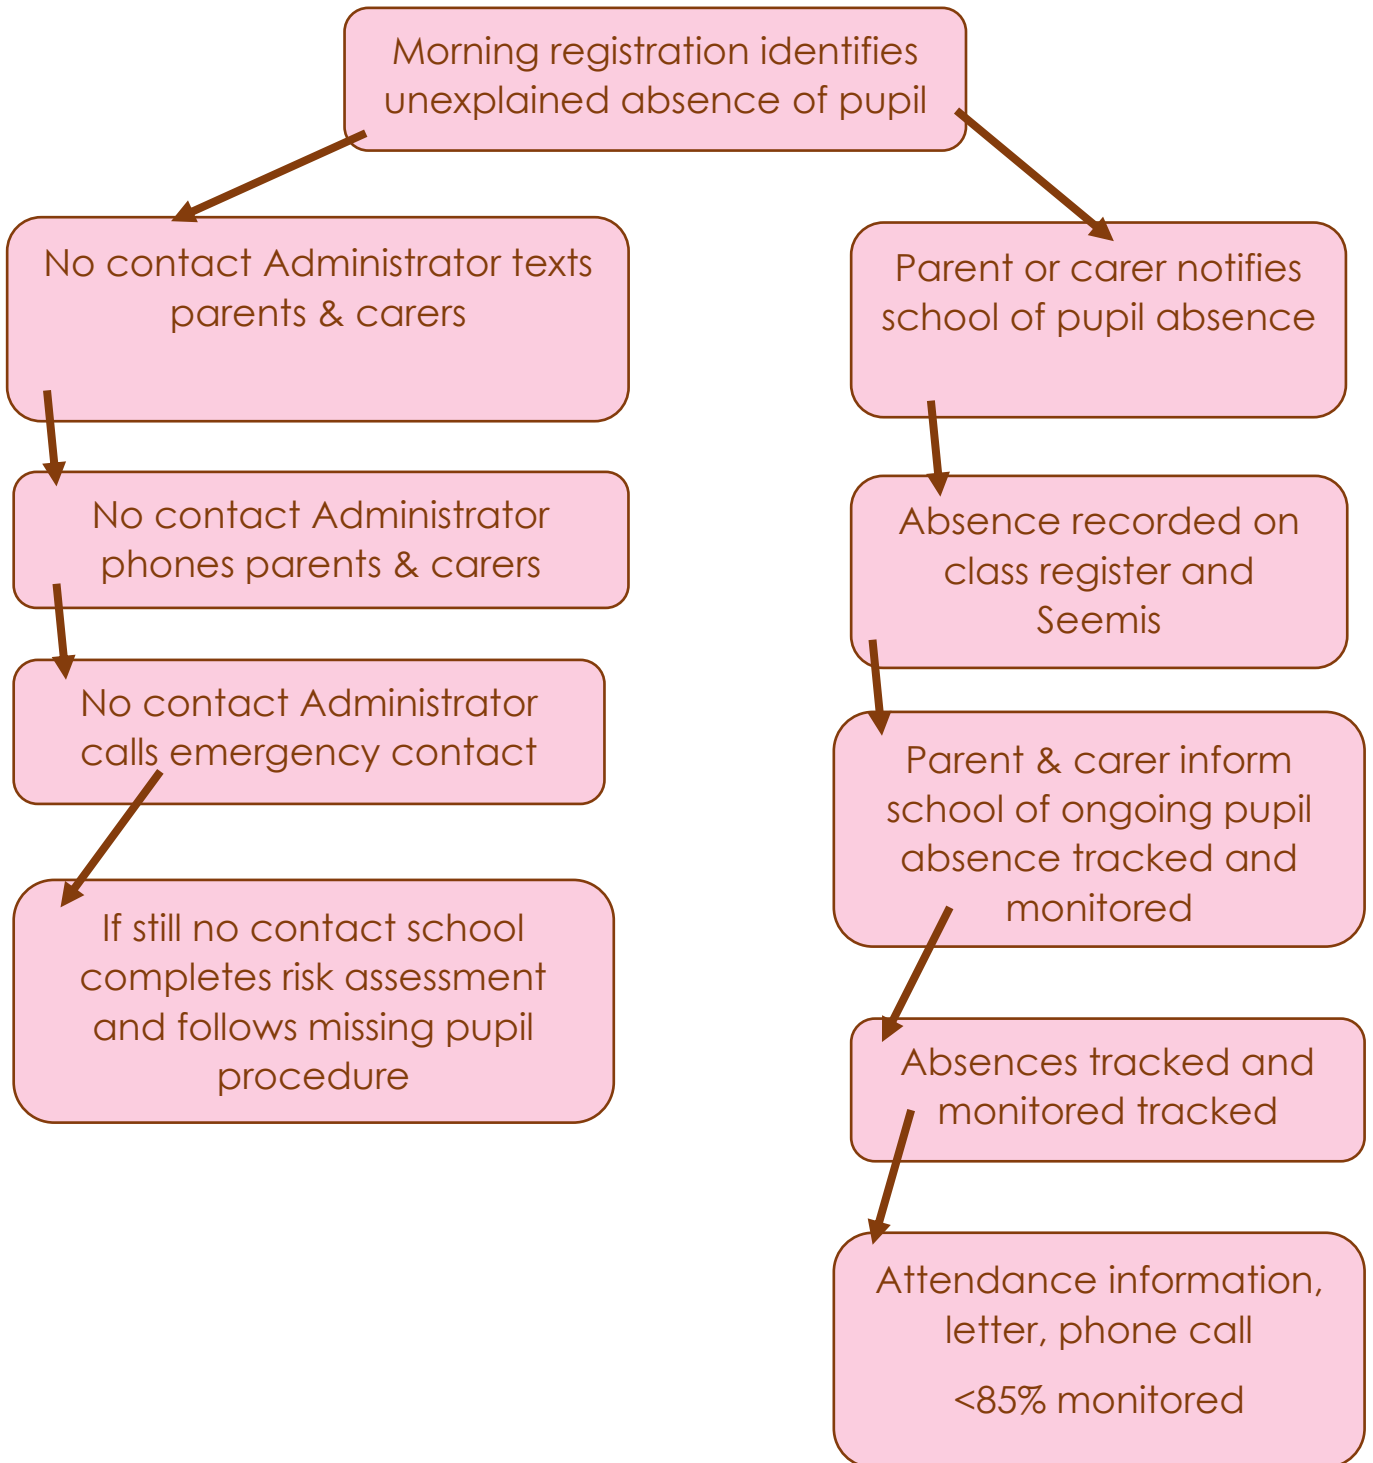 Morning registration identifies
unexplained absence of pupil
No contact Administrator texts
parents & carers
No contact Administrator
phones parents & carers
No contact Administrator
calls emergency contact
If still no contact school
completes risk assessment
and follows missing pupil
procedure
Parent or carer notifies
school of pupil absence
Absence recorded on
class register and
Seemis
Parent & carer inform
school of ongoing pupil
absence tracked and
monitored
Absences tracked and
monitored tracked
Attendance information,
letter, phone call
<85% monitored